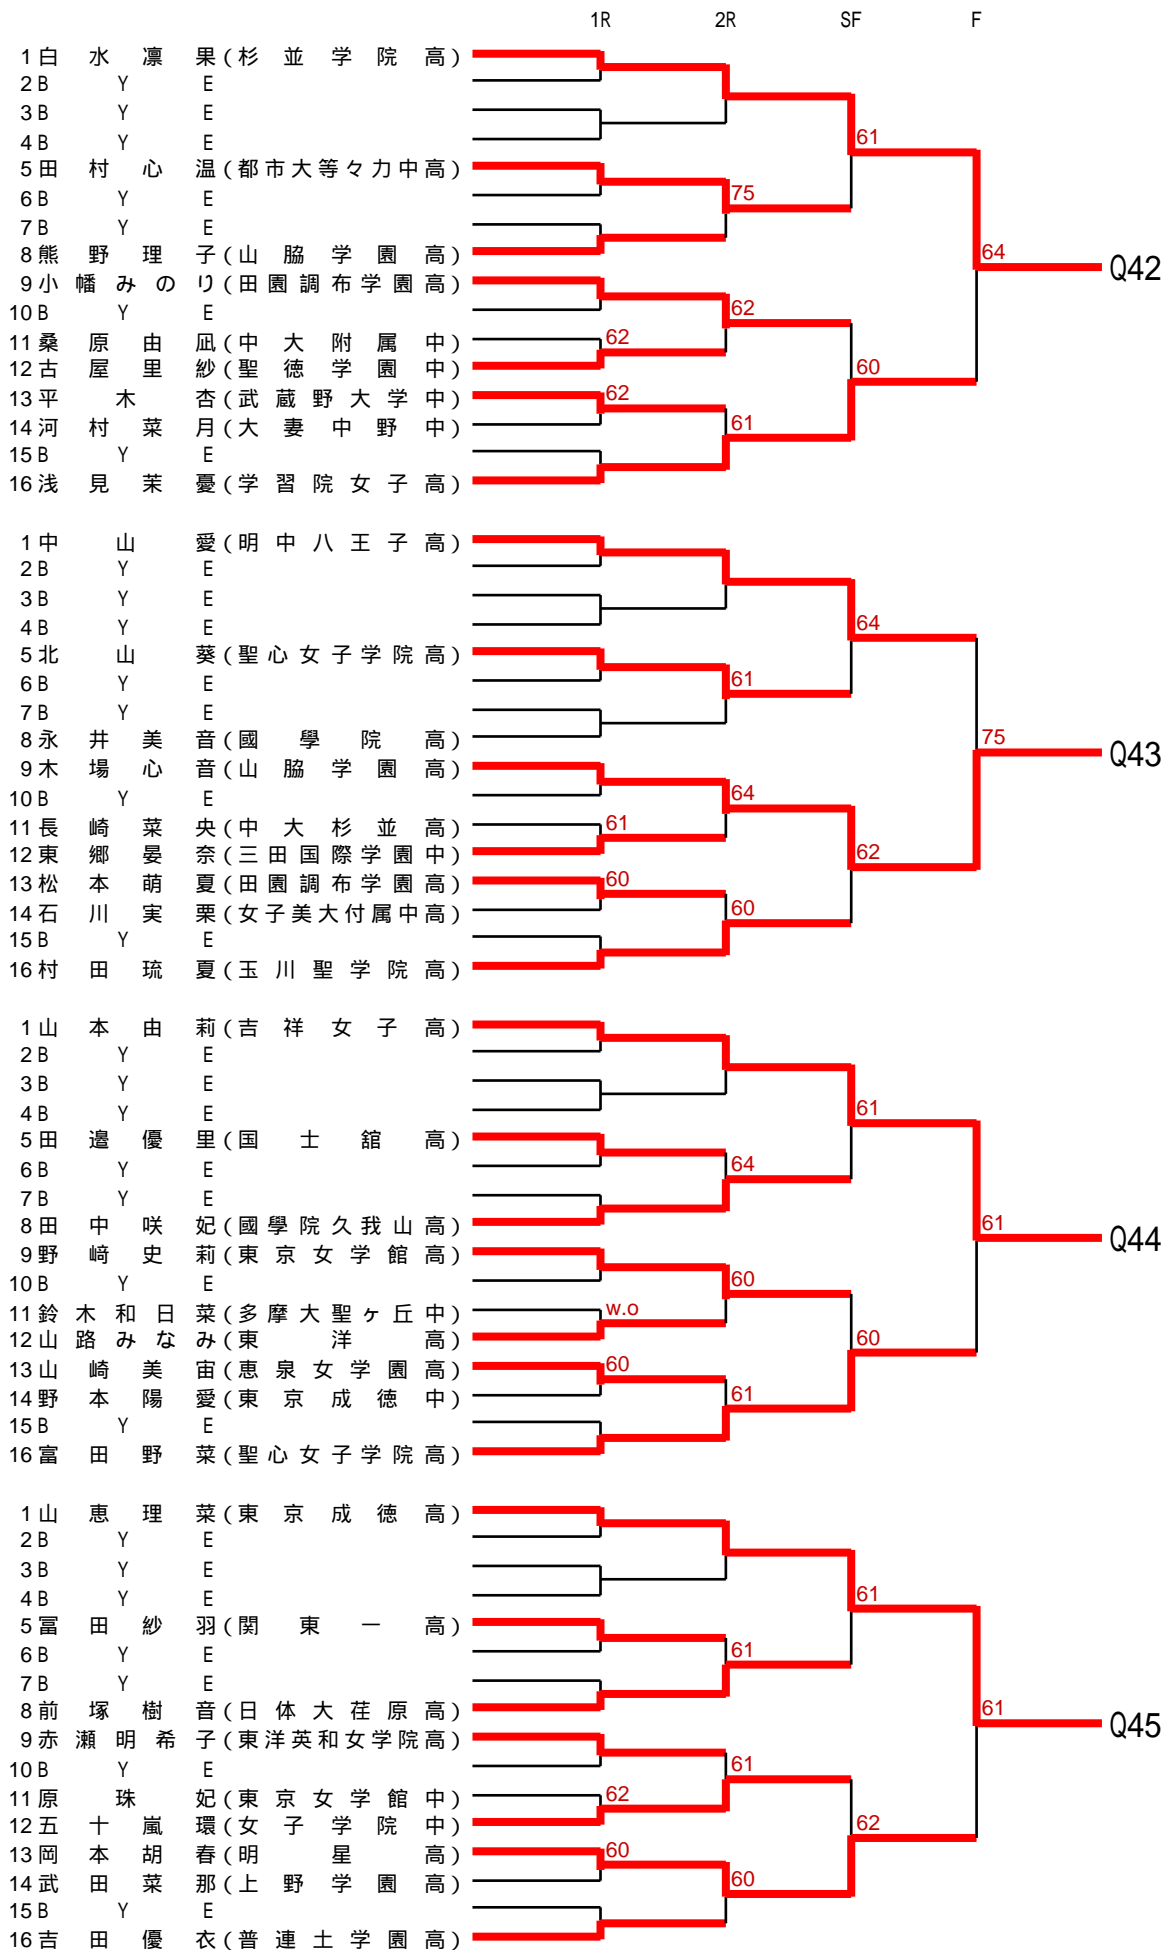 1R 2R SF F
1 白水凛果(杉並学院高)
2 B Y E
3 B Y E
4 B Y E
61
5 田村心温(都市大等々力中高)
6 B Y E
75
7 B Y E
8 熊野理子(山脇学園高)
64
Q42
9 小幡みのり(田園調布学園高)
10 B Y E
62
11 桑原由凪(中大附属中)
62
12 古屋里紗(聖徳学園中)
60
13 平木杏(武蔵野大学中)
62
14 河村菜月(大妻中野中)
61
15 B Y E
16 浅見茉憂(学習院女子高)
1 中山愛(明中八王子高)
2 B Y E
3 B Y E
4 B Y E
64
5 北山葵(聖心女子学院高)
6 B Y E
61
7 B Y E
8 永井美音(國學院高)
75
Q43
9 木場心音(山脇学園高)
10 B Y E
64
11 長崎菜央(中大杉並高)
61
12 東郷晏奈(三田国際学園中)
62
13 松本萌夏(田園調布学園高)
60
14 石川実栗(女子美大付属中高)
60
15 B Y E
16 村田琉夏(玉川聖学院高)
1 山本由莉(吉祥女子高)
2 B Y E
3 B Y E
4 B Y E
61
5 田邉優里(国士舘高)
6 B Y E
64
7 B Y E
8 田中咲妃(國學院久我山高)
61
Q44
9 野﨑史莉(東京女学館高)
10 B Y E
60
11 鈴木和日菜(多摩大聖ヶ丘中)
w.o
12 山路みなみ(東洋高)
60
13 山崎美宙(恵泉女学園高)
60
14 野本陽愛(東京成徳中)
61
15 B Y E
16 富田野菜(聖心女子学院高)
1 山恵理菜(東京成徳高)
2 B Y E
3 B Y E
4 B Y E
61
5 冨田紗羽(関東一高)
6 B Y E
61
7 B Y E
8 前塚樹音(日体大荏原高)
61
Q45
9 赤瀬明希子(東洋英和女学院高)
10 B Y E
61
11 原珠妃(東京女学館中)
62
12 五十嵐環(女子学院中)
62
13 岡本胡春(明星高)
60
14 武田菜那(上野学園高)
60
15 B Y E
16 吉田優衣(普連土学園高)